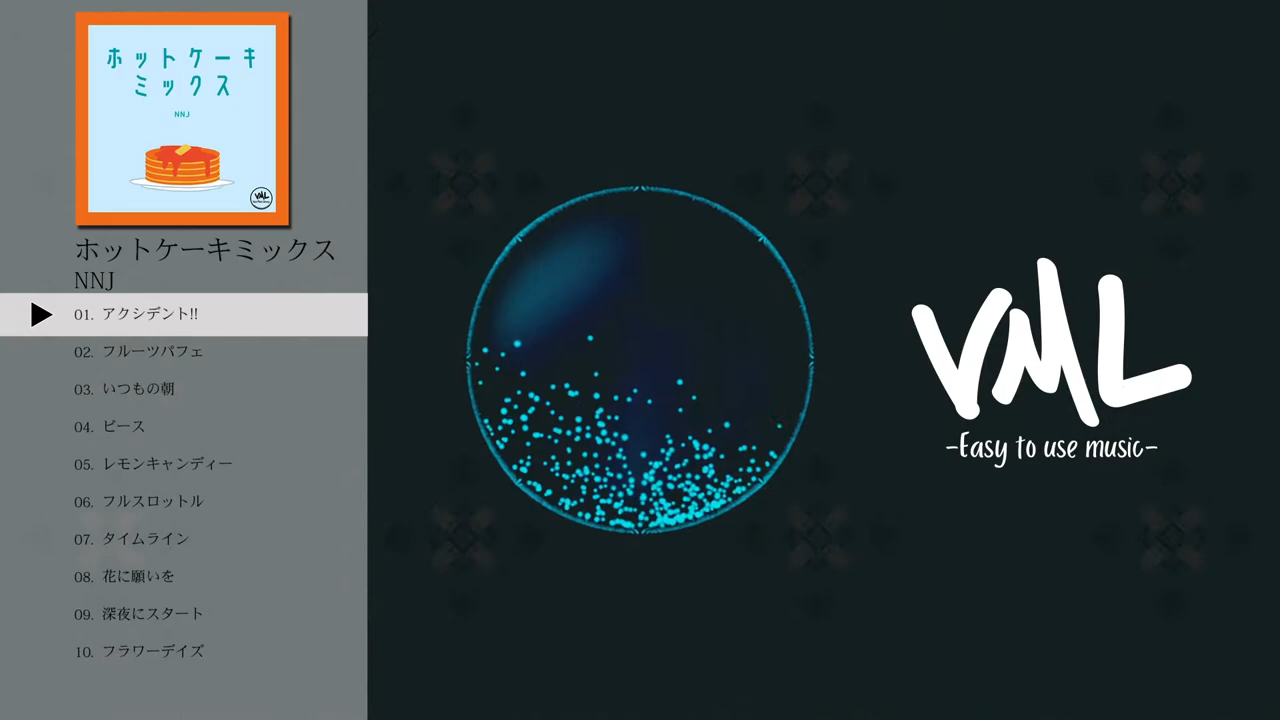 ホットケーキ
ミックス
NNJ
VML
ホットケーキミックス
NNJ
01. アクシデント!!
02. フルーツパフェ
03. いつもの朝
04. ピース
05. レモンキャンディー
06. フルスロットル
07. タイムライン
08. 花に願いを
09. 深夜にスタート
10. フラワーデイズ
VML
-Easy to use music-